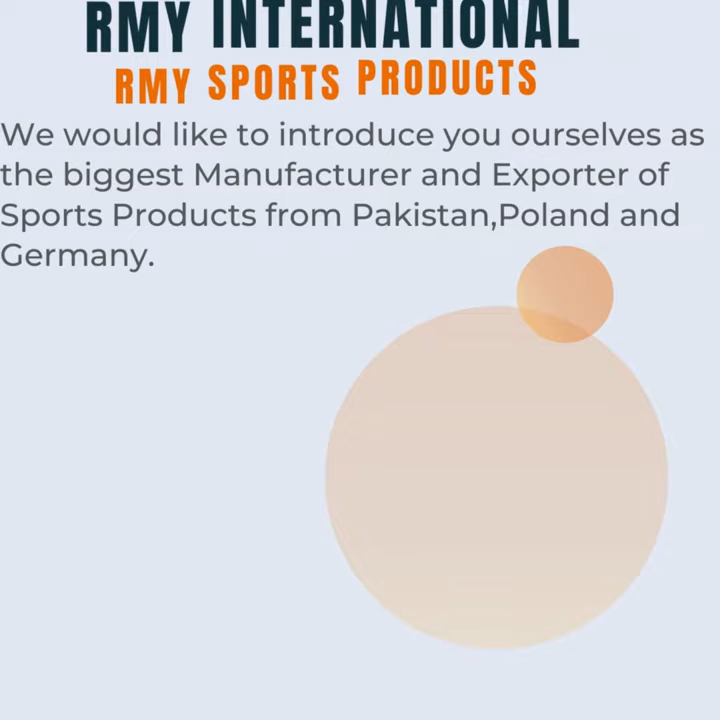 RMY INTERNATIONAL
RMY SPORTS PRODUCTS
We would like to introduce you ourselves as
the biggest Manufacturer and Exporter of
Sports Products from Pakistan,Poland and
Germany.